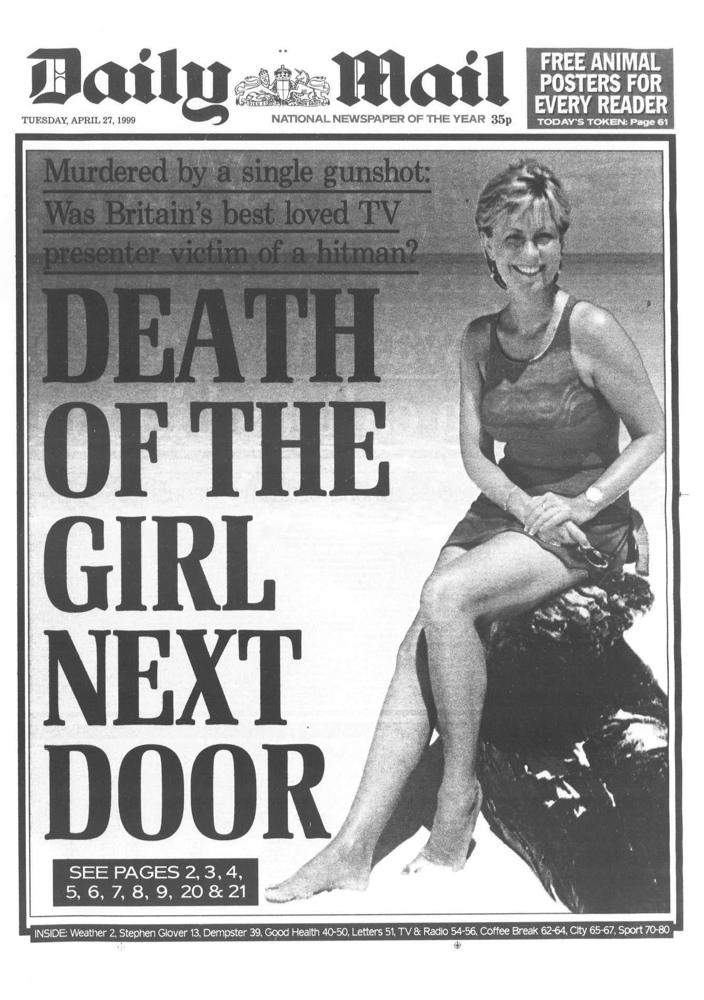 Daily Mail
DIEU ET MON DROIT
FREE ANIMAL
POSTERS FOR
EVERY READER
TODAY'S TOKEN: Page 61
TUESDAY, APRIL 27, 1999
NATIONAL NEWSPAPER OF THE YEAR 35p
Murdered by a single gunshot:
Was Britain's best loved TV
presenter victim of a hitman?
DEATH
OF THE
GIRL
NEXT
DOOR
SEE PAGES 2, 3, 4,
5, 6, 7, 8, 9, 20 & 21
INSIDE: Weather 2, Stephen Glover 13, Dempster 39, Good Health 40-50, Letters 51, TV & Radio 54-56, Coffee Break 62-64, City 65-67, Sport 70-80